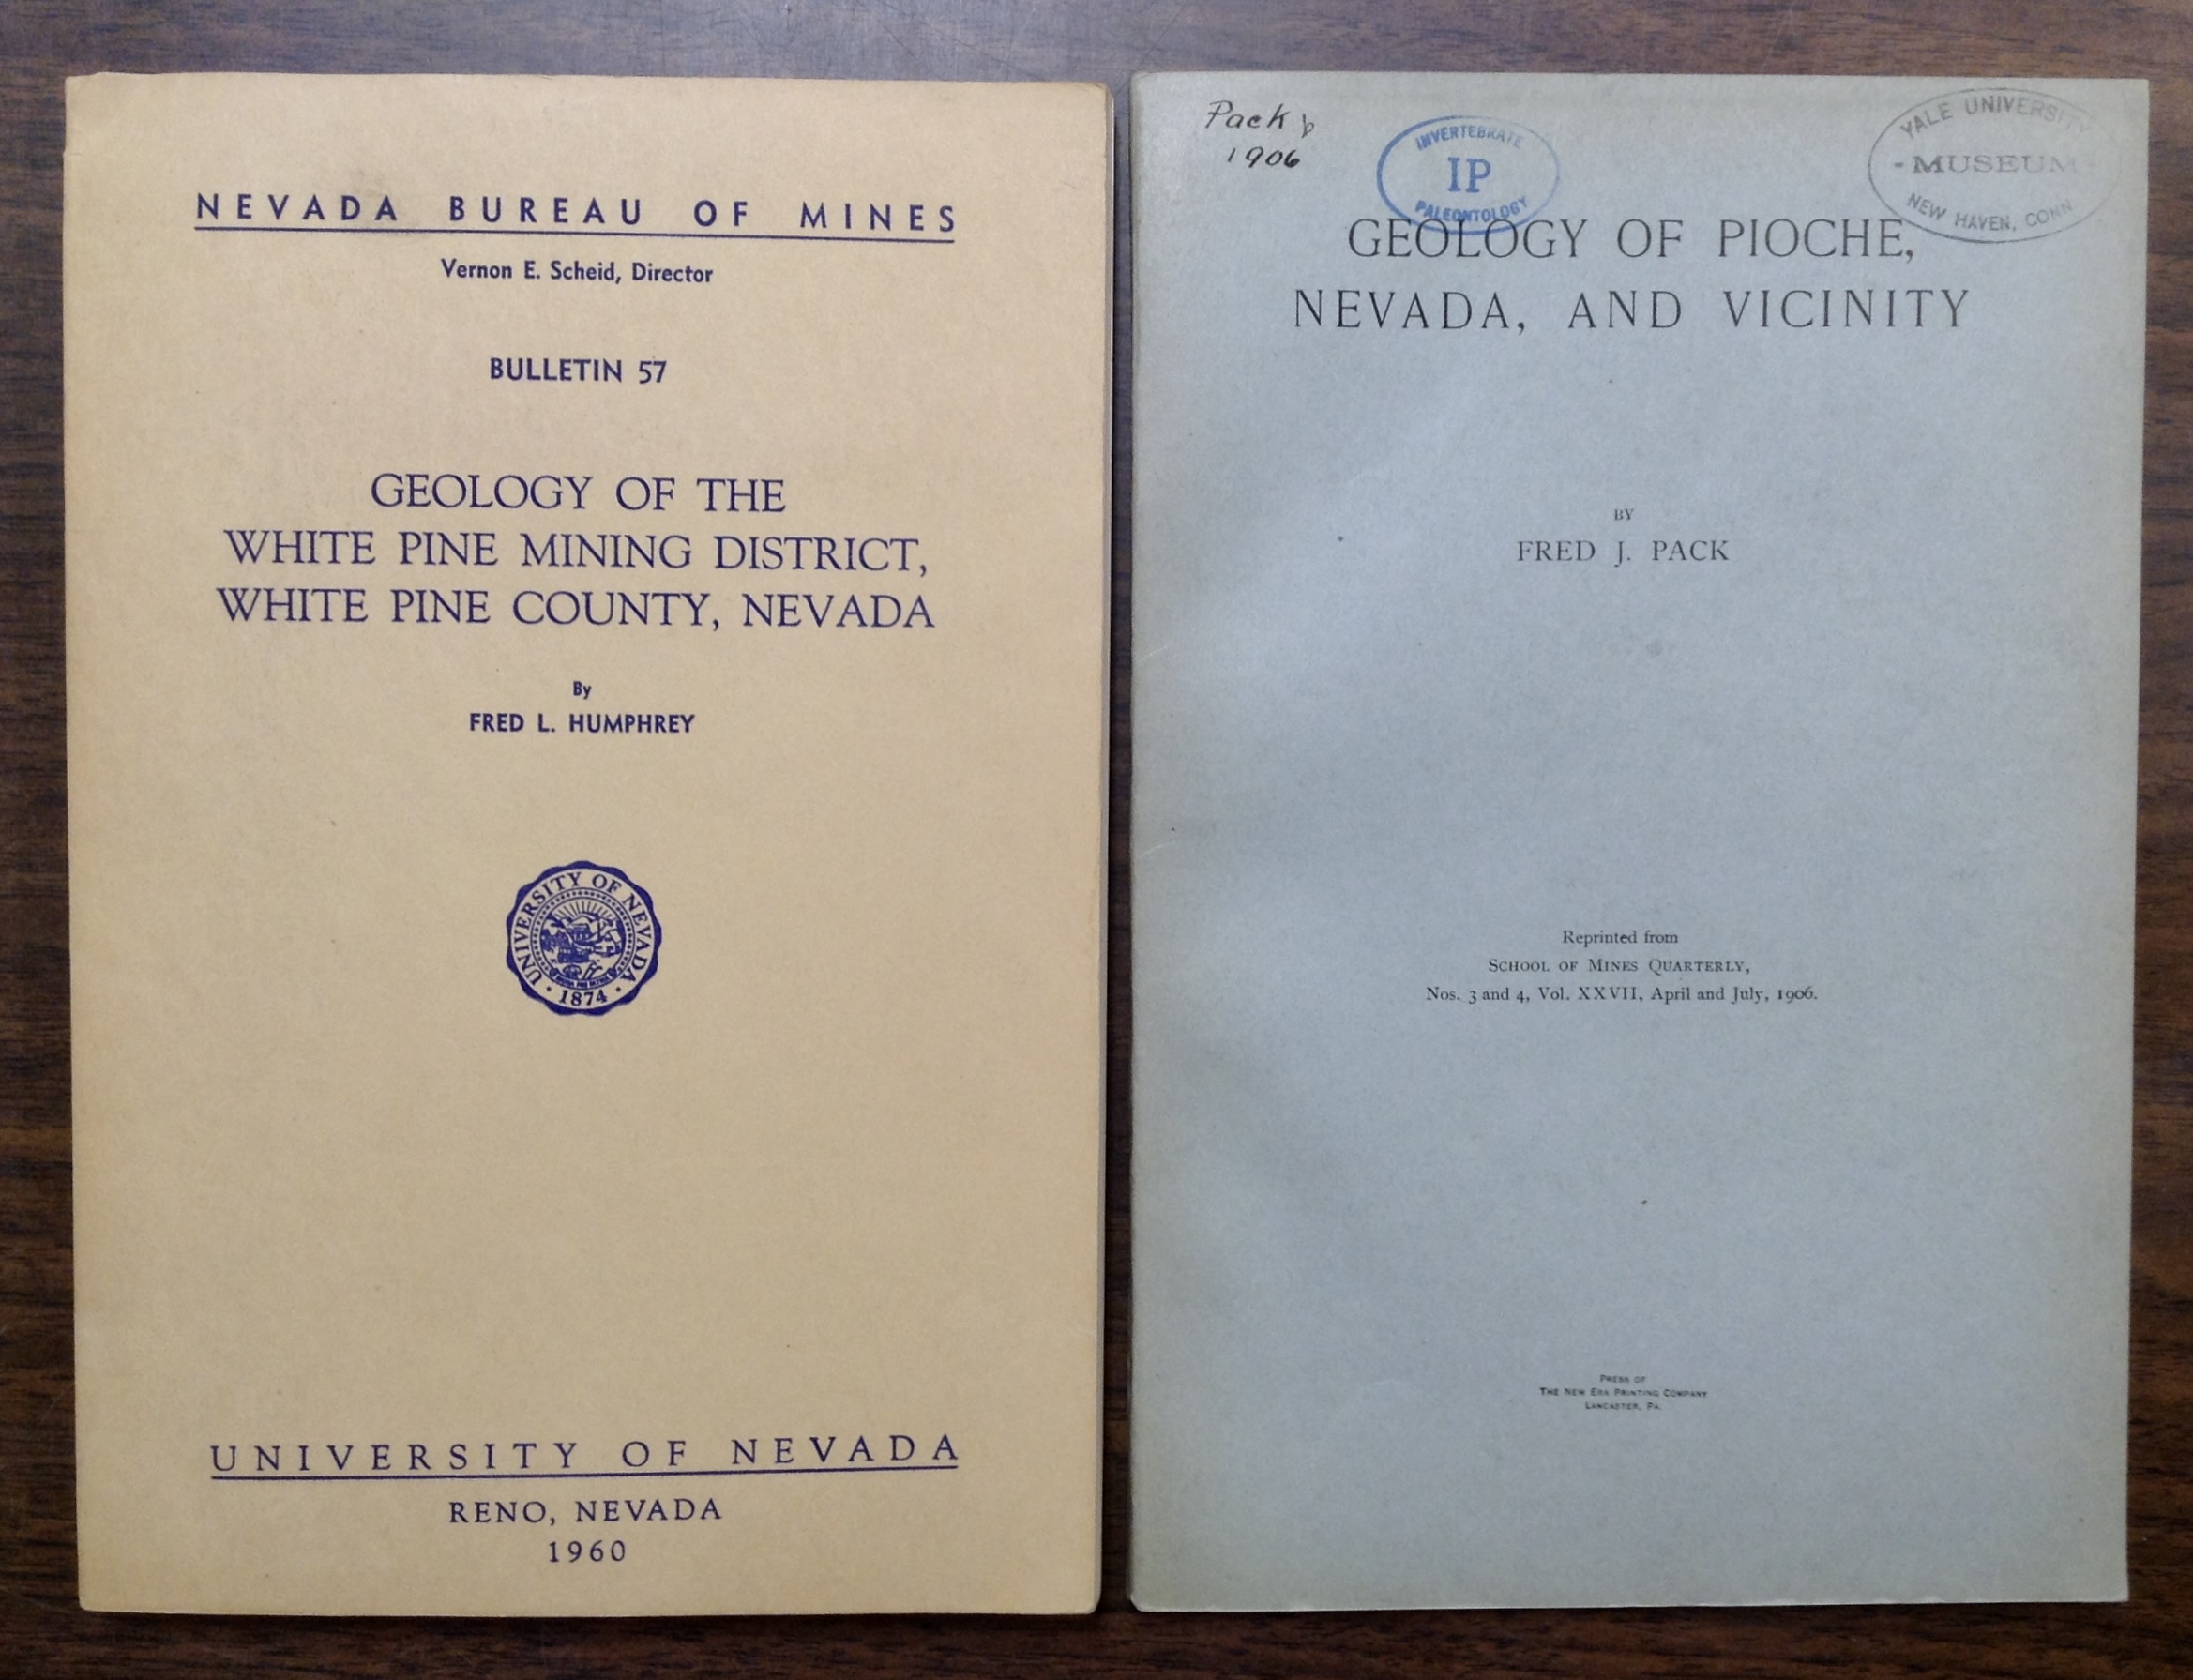 NEVADA BUREAU OF MINES
Vernon E. Scheid, Director
BULLETIN 57
GEOLOGY OF THE
WHITE PINE MINING DISTRICT,
WHITE PINE COUNTY, NEVADA
By
FRED L. HUMPHREY
UNIVERSITY OF NEVADA
· 1874 ·
UNIVERSITY OF NEVADA
RENO, NEVADA
1960
Pack b
1906
INVERTEBRATE
IP
PALEONTOLOGY
YALE UNIVERSITY
- MUSEUM -
NEW HAVEN, CONN
GEOLOGY OF PIOCHE,
NEVADA, AND VICINITY
BY
FRED J. PACK
Reprinted from
SCHOOL OF MINES QUARTERLY,
Nos. 3 and 4, Vol. XXVII, April and July, 1906.
PRESS OF
THE NEW ERA PRINTING COMPANY
LANCASTER, PA.